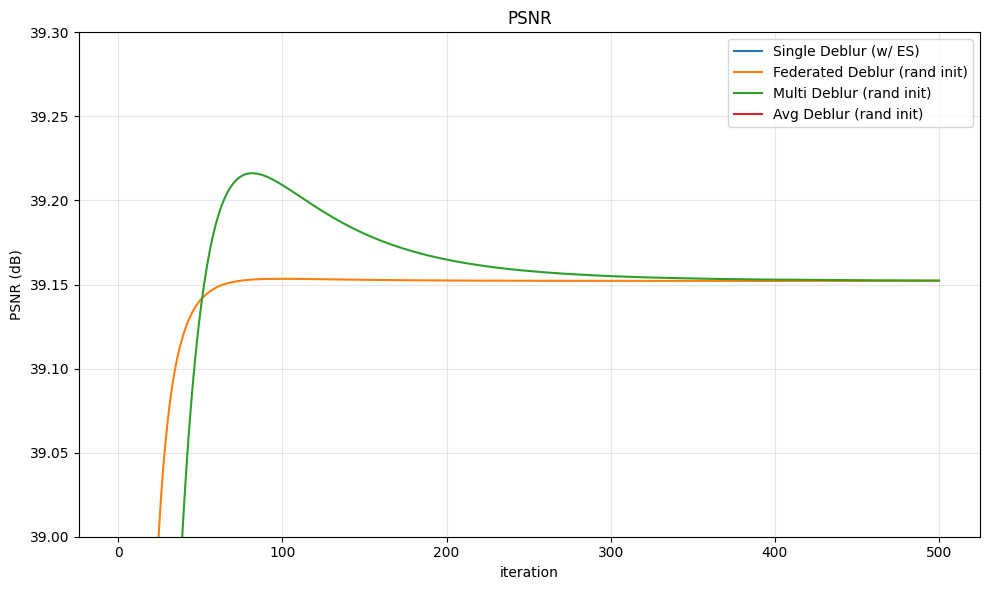 PSNR
39.30
39.25
39.20
39.15
39.10
39.05
39.00
PSNR (dB)
Single Deblur (w/ ES)
Federated Deblur (rand init)
Multi Deblur (rand init)
Avg Deblur (rand init)
0
100
200
300
400
500
iteration